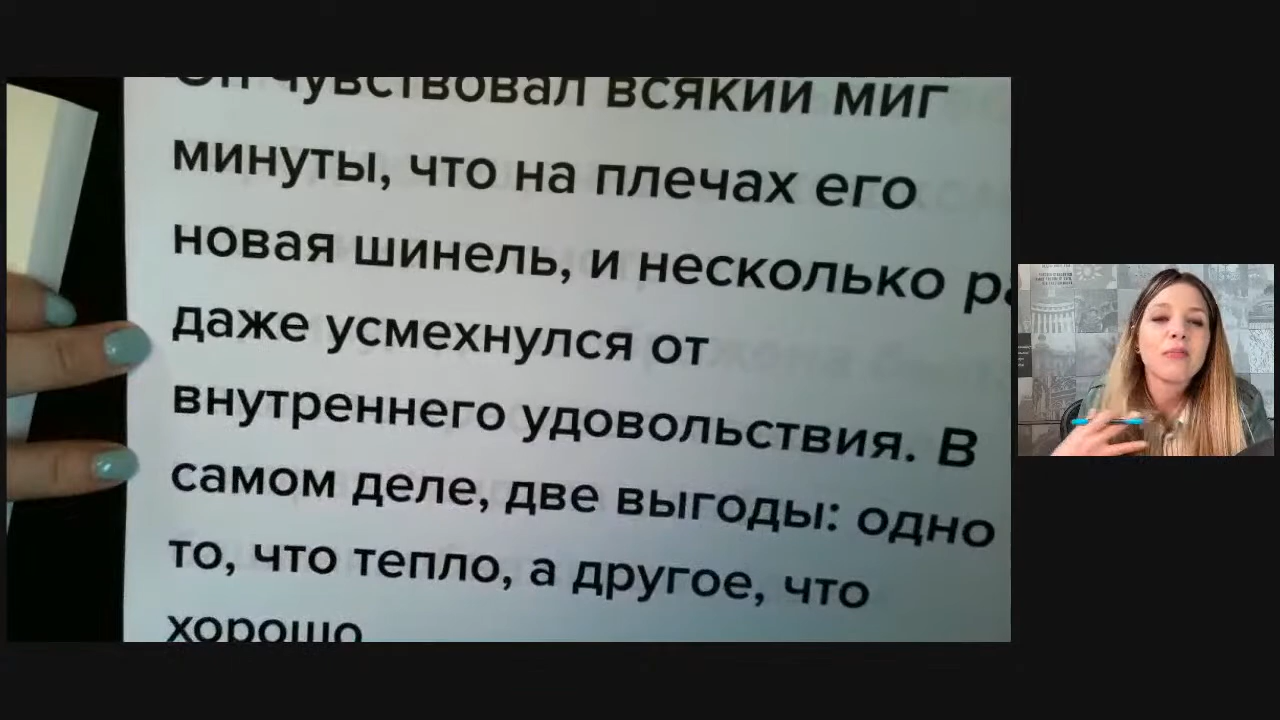 Он чувствовал всякий миг
минуты, что на плечах его
новая шинель, и несколько
даже усмехнулся от
внутреннего удовольствия. В
самом деле, две выгоды: одно
то, что тепло, а другое, что
хорошо